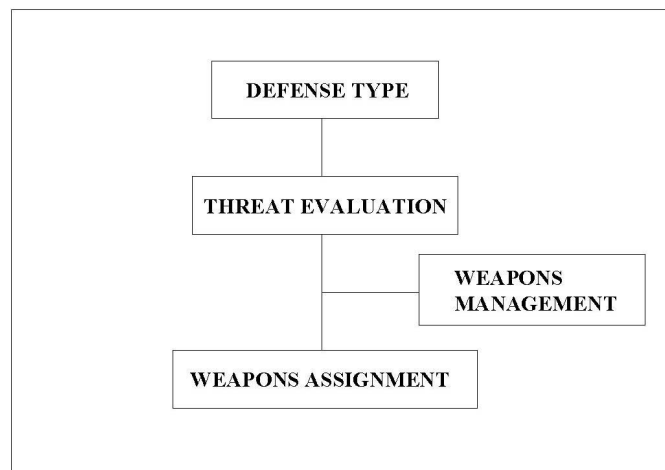 DEFENSE TYPE
THREAT EVALUATION
WEAPONS
MANAGEMENT
WEAPONS ASSIGNMENT